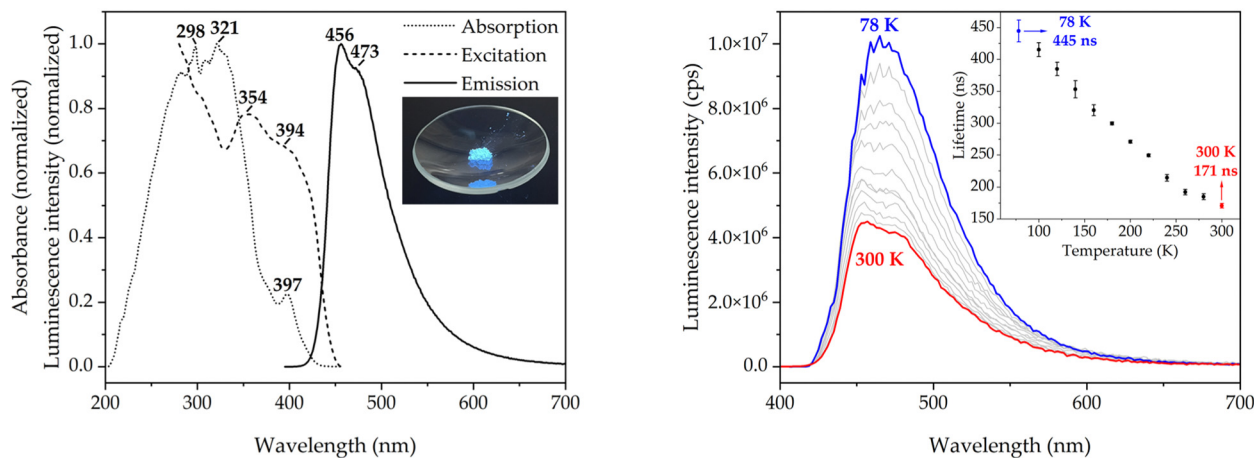 Absorbance (normalized)
Luminescence intensity (normalized)
1.0
0.8
0.6
0.4
0.2
0.0
200
300
400
500
600
700
Wavelength (nm)
298
321
354
394
397
456
473
Absorption
Excitation
Emission
Luminescence intensity (cps)
1.0×10⁷
8.0×10⁶
6.0×10⁶
4.0×10⁶
2.0×10⁶
0.0
400
500
600
700
Wavelength (nm)
78 K
300 K
Lifetime (ns)
450
400
350
300
250
200
150
100
150
200
250
300
Temperature (K)
78 K
445 ns
300 K
171 ns